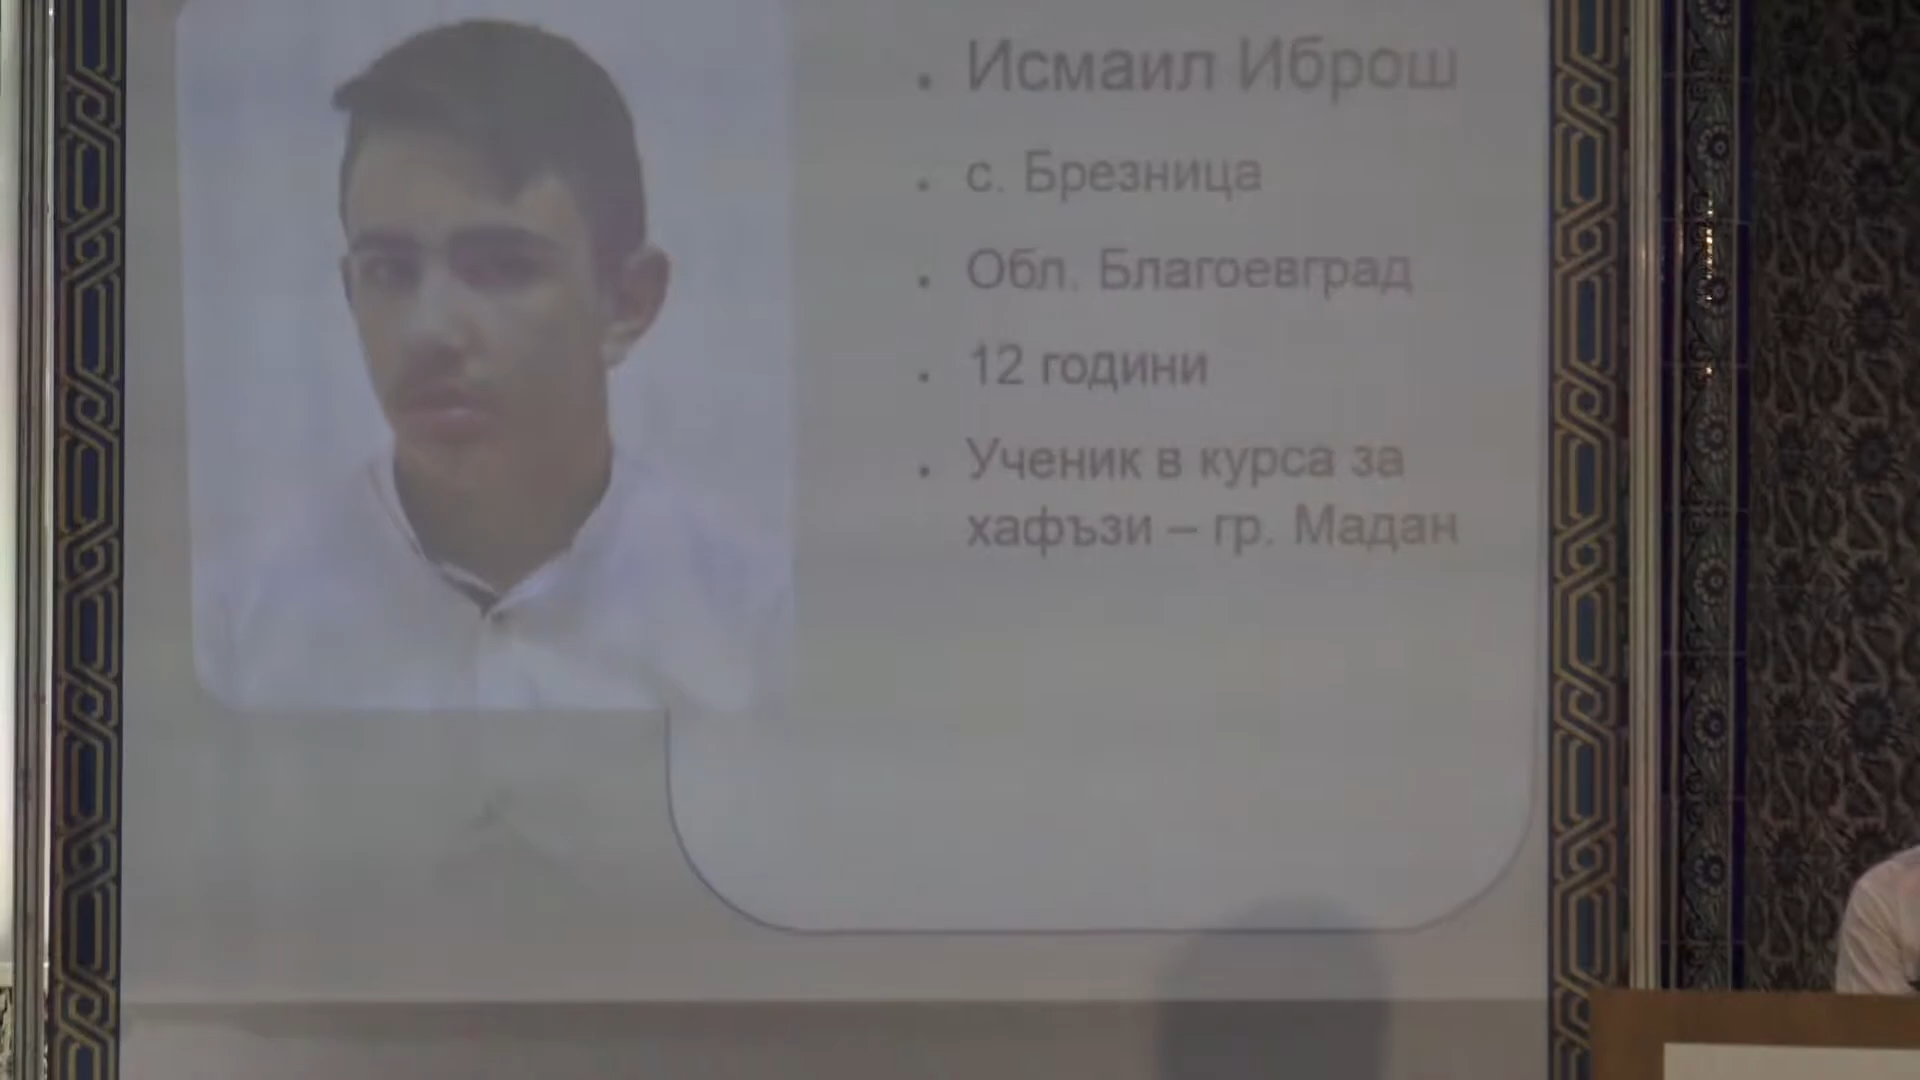 Исмаил Иброш
с. Брезница
Обл. Благоевград
12 години
Ученик в курса за
хафъзи – гр. Мадан